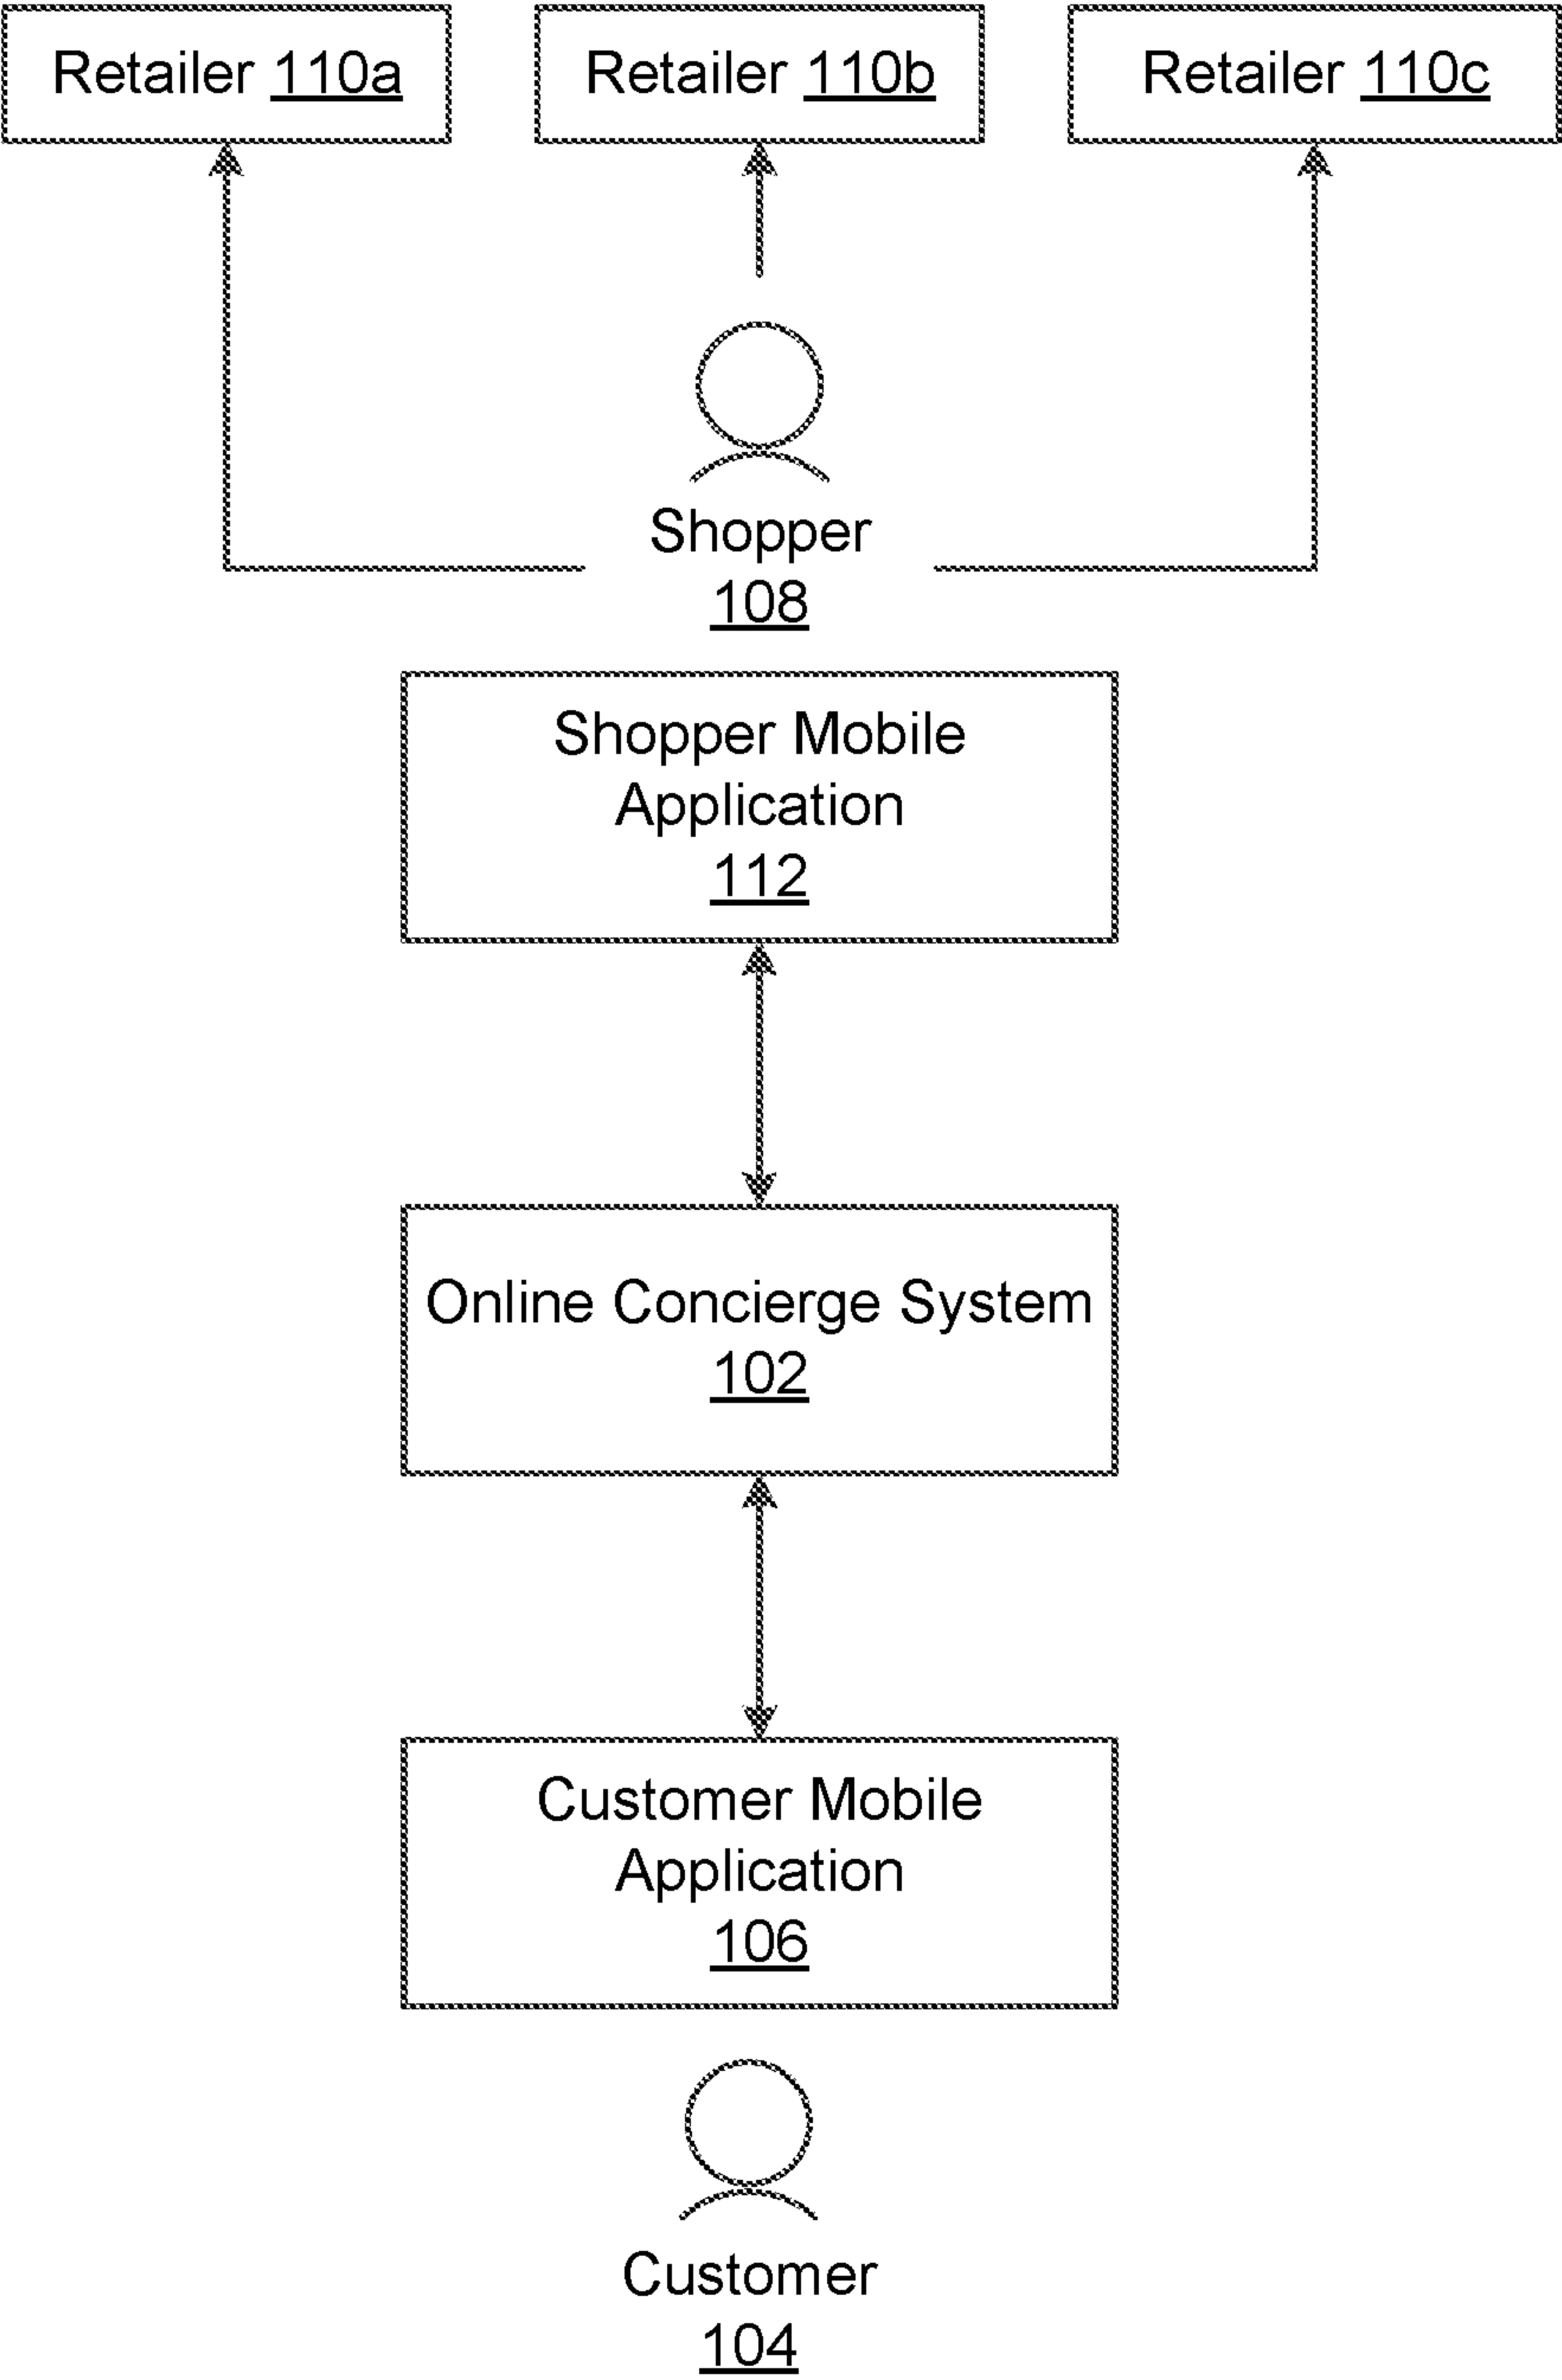 Retailer 110a
Retailer 110b
Retailer 110c
Shopper
108
Shopper Mobile
Application
112
Online Concierge System
102
Customer Mobile
Application
106
Customer
104